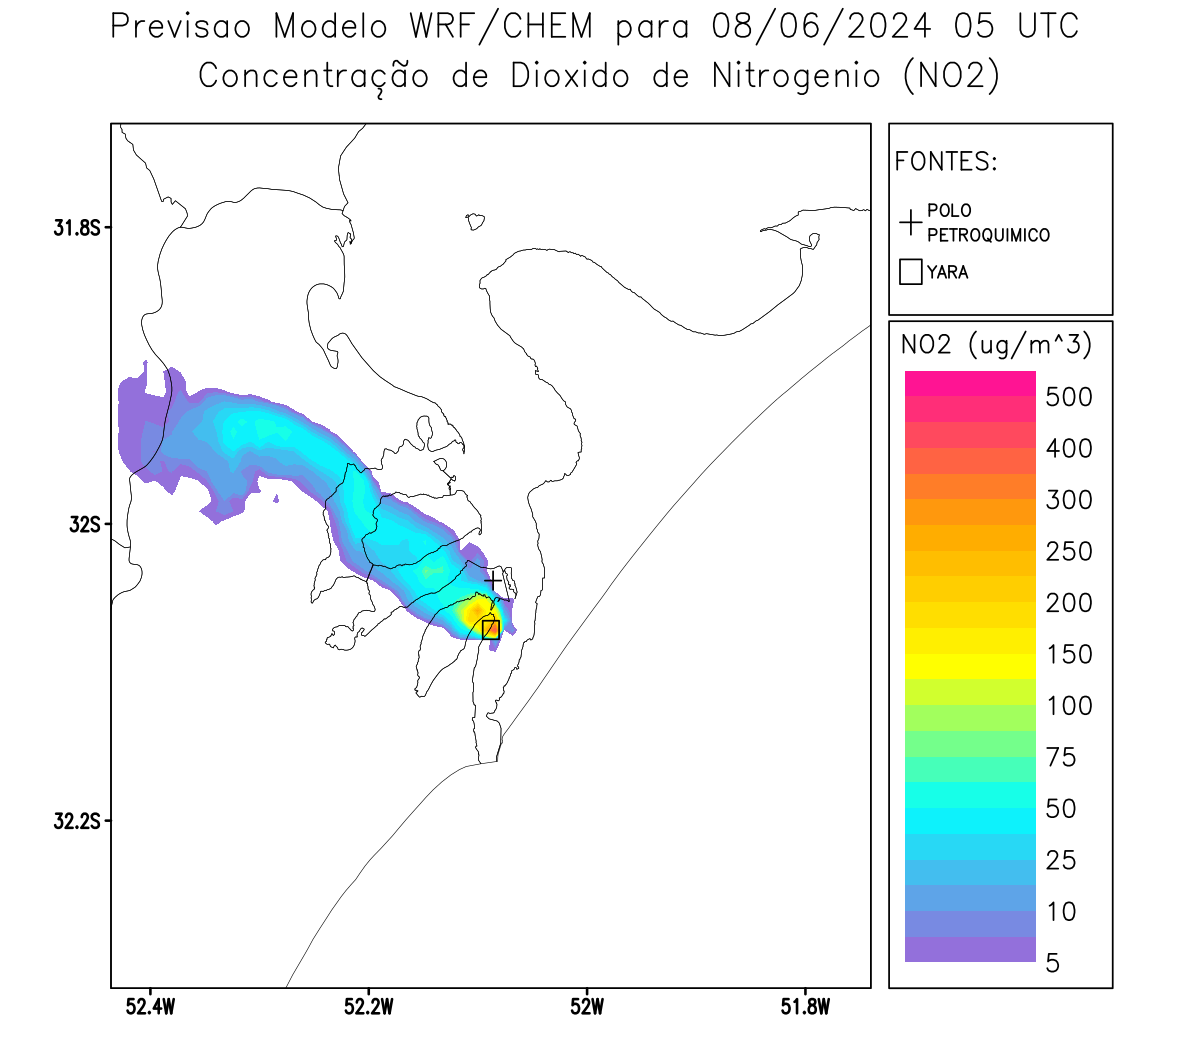 Previsao Modelo WRF/CHEM para 08/06/2024 05 UTC
Concentração de Dioxido de Nitrogenio (NO2)
FONTES:
POLO
PETROQUIMICO
YARA
31.8S
32S
32.2S
52.4W
52.2W
52W
51.8W
NO2 (ug/m^3)
500
400
300
250
200
150
100
75
50
25
10
5